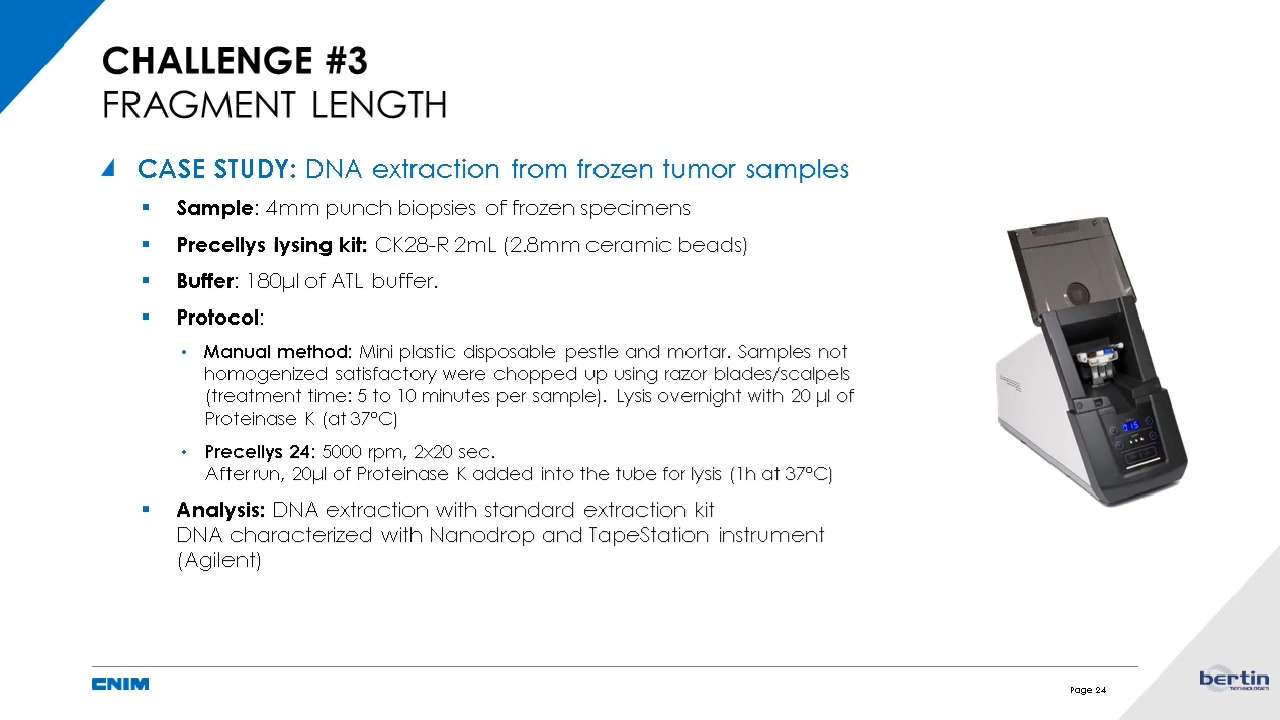 CHALLENGE #3
FRAGMENT LENGTH
CASE STUDY: DNA extraction from frozen tumor samples
Sample: 4mm punch biopsies of frozen specimens
Precellys lysing kit: CK28-R 2mL (2.8mm ceramic beads)
Buffer: 180µl of ATL buffer.
Protocol:
Manual method: Mini plastic disposable pestle and mortar. Samples not
homogenized satisfactory were chopped up using razor blades/scalpels
(treatment time: 5 to 10 minutes per sample). Lysis overnight with 20 µl of
Proteinase K (at 37°C)
Precellys 24: 5000 rpm, 2x20 sec.
After run, 20µl of Proteinase K added into the tube for lysis (1h at 37°C)
Analysis: DNA extraction with standard extraction kit
DNA characterized with Nanodrop and TapeStation instrument
(Agilent)
015
CNIM
Page 24
bertin
TECHNOLOGIES